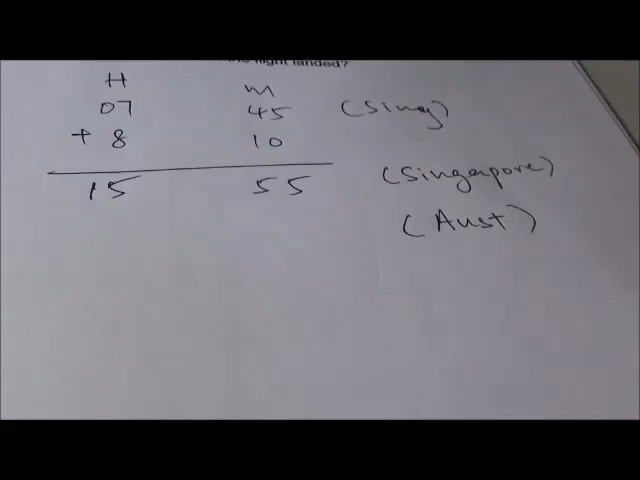 the flight landed?
H m
07 45 (Sing)
+ 8 10
15 55 (Singapore)
(Aust)